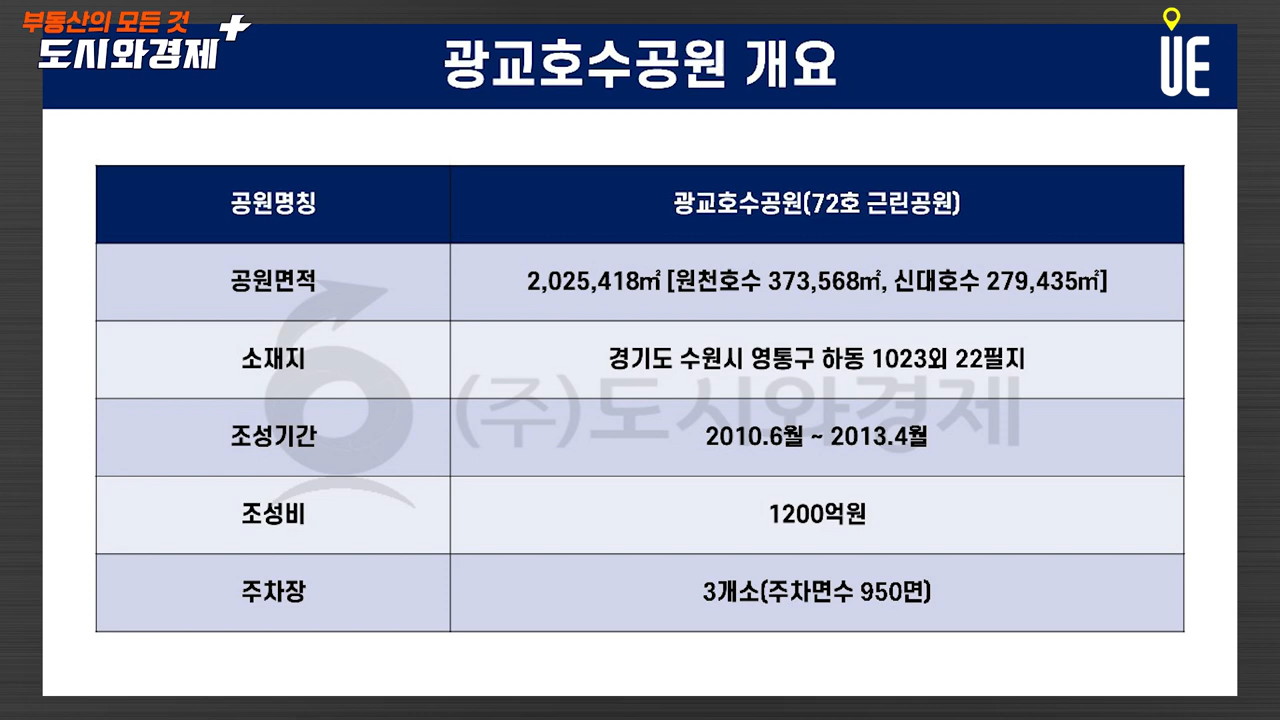 부동산의 모든 것
도시와경제+
광교호수공원 개요
UE
공원명칭 광교호수공원(72호 근린공원)
공원면적 2,025,418㎡ [원천호수 373,568㎡, 신대호수 279,435㎡]
소재지 경기도 수원시 영통구 하동 1023외 22필지
(주)도시와경제
조성기간 2010.6월 ~ 2013.4월
조성비 1200억원
주차장 3개소(주차면수 950면)